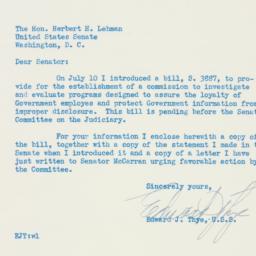 The Hon. Herbert H. Lehman
United States Senate
Washington, D. C.
Dear Senator:
On July 10 I introduced a bill, S. 3887, to pro-
vide for the establishment of a commission to investigate
and evaluate programs designed to assure the loyalty of
Government employees and protect Government information from
improper disclosure. This bill is pending before the Senate
Committee on the Judiciary.
For your information I enclose herewith a copy of
the bill, together with a copy of the statement I made in the
Senate when I introduced it and a copy of a letter I have
just written to Senator McCarran urging favorable action by
the Committee.
Sincerely yours,
Edward J. Thye
Edward J. Thye, U.S.S.
EJT:wl